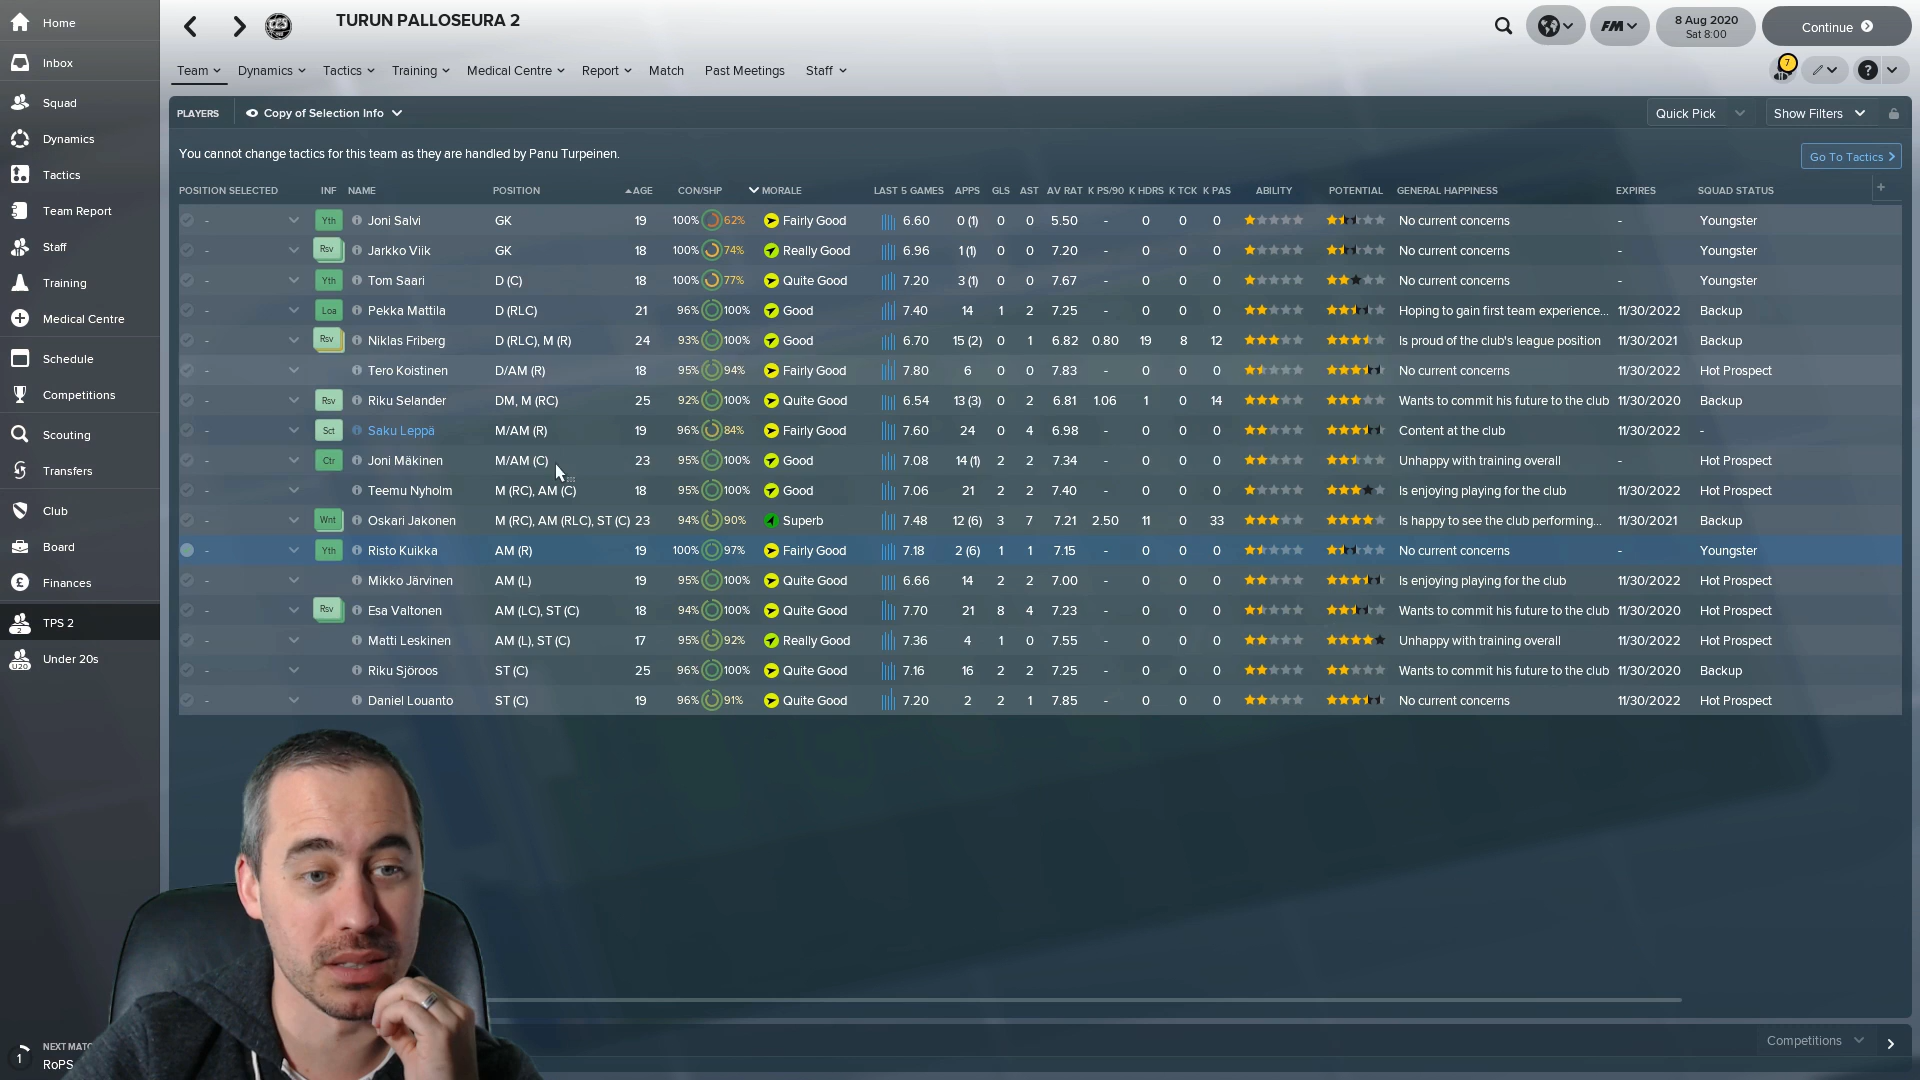 Home
Inbox
Squad
Dynamics
Tactics
Team Report
Staff
Training
Medical Centre
Schedule
Competitions
Scouting
Transfers
Club
Board
Finances
TPS 2
Under 20s
NEXT MATC
RoPS
TURUN PALLOSEURA 2
FM
8 Aug 2020
Sat 8:00
Continue
Team Dynamics Tactics Training Medical Centre Report Match Past Meetings Staff
7
PLAYERS Copy of Selection Info Quick Pick Show Filters
You cannot change tactics for this team as they are handled by Panu Turpeinen.
Go To Tactics
POSITION SELECTED INF NAME POSITION AGE CON/SHP MORALE LAST 5 GAMES APPS GLS AST AV RAT K PS/90 K HDRS K TCK K PAS ABILITY POTENTIAL GENERAL HAPPINESS EXPIRES SQUAD STATUS
- Yth Joni Salvi GK 19 100% 62% Fairly Good 6.60 0 (1) 0 0 5.50 - 0 0 0 No current concerns - Youngster
- Rsv Jarkko Viik GK 18 100% 74% Really Good 6.96 1 (1) 0 0 7.20 - 0 0 0 No current concerns - Youngster
- Yth Tom Saari D (C) 18 100% 77% Quite Good 7.20 3 (1) 0 0 7.67 - 0 0 0 No current concerns - Youngster
- Loa Pekka Mattila D (RLC) 21 96% 100% Good 7.40 14 1 2 7.25 - 0 0 0 Hoping to gain first team experience... 11/30/2022 Backup
- Rsv Niklas Friberg D (RLC), M (R) 24 93% 100% Good 6.70 15 (2) 0 1 6.82 0.80 19 8 12 Is proud of the club's league position 11/30/2021 Backup
- Tero Koistinen D/AM (R) 18 95% 94% Fairly Good 7.80 6 0 0 7.83 - 0 0 0 No current concerns 11/30/2022 Hot Prospect
- Rsv Riku Selander DM, M (RC) 25 92% 100% Quite Good 6.54 13 (3) 0 2 6.81 1.06 1 0 14 Wants to commit his future to the club 11/30/2020 Backup
- Sct Saku Leppä M/AM (R) 19 96% 84% Fairly Good 7.60 24 0 4 6.98 - 0 0 0 Content at the club 11/30/2022 -
- Ctr Joni Mäkinen M/AM (C) 23 95% 100% Good 7.08 14 (1) 2 2 7.34 - 0 0 0 Unhappy with training overall - Hot Prospect
- Teemu Nyholm M (RC), AM (C) 18 95% 100% Good 7.06 21 2 2 7.40 - 0 0 0 Is enjoying playing for the club 11/30/2022 Hot Prospect
- Wnt Oskari Jakonen M (RC), AM (RLC), ST (C) 23 94% 90% Superb 7.48 12 (6) 3 7 7.21 2.50 11 0 33 Is happy to see the club performing... 11/30/2021 Backup
- Yth Risto Kuikka AM (R) 19 100% 97% Fairly Good 7.18 2 (6) 1 1 7.15 - 0 0 0 No current concerns - Youngster
- Mikko Järvinen AM (L) 19 95% 100% Quite Good 6.66 14 2 2 7.00 - 0 0 0 Is enjoying playing for the club 11/30/2022 Hot Prospect
- Rsv Esa Valtonen AM (LC), ST (C) 18 94% 100% Quite Good 7.70 21 8 4 7.23 - 0 0 0 Wants to commit his future to the club 11/30/2020 Hot Prospect
- Matti Leskinen AM (L), ST (C) 17 95% 92% Really Good 7.36 4 1 0 7.55 - 0 0 0 Unhappy with training overall 11/30/2022 Hot Prospect
- Riku Sjöroos ST (C) 25 96% 100% Quite Good 7.16 16 2 2 7.25 - 0 0 0 Wants to commit his future to the club 11/30/2020 Backup
- Daniel Louanto ST (C) 19 96% 91% Quite Good 7.20 2 2 1 7.85 - 0 0 0 No current concerns 11/30/2022 Hot Prospect
Competitions